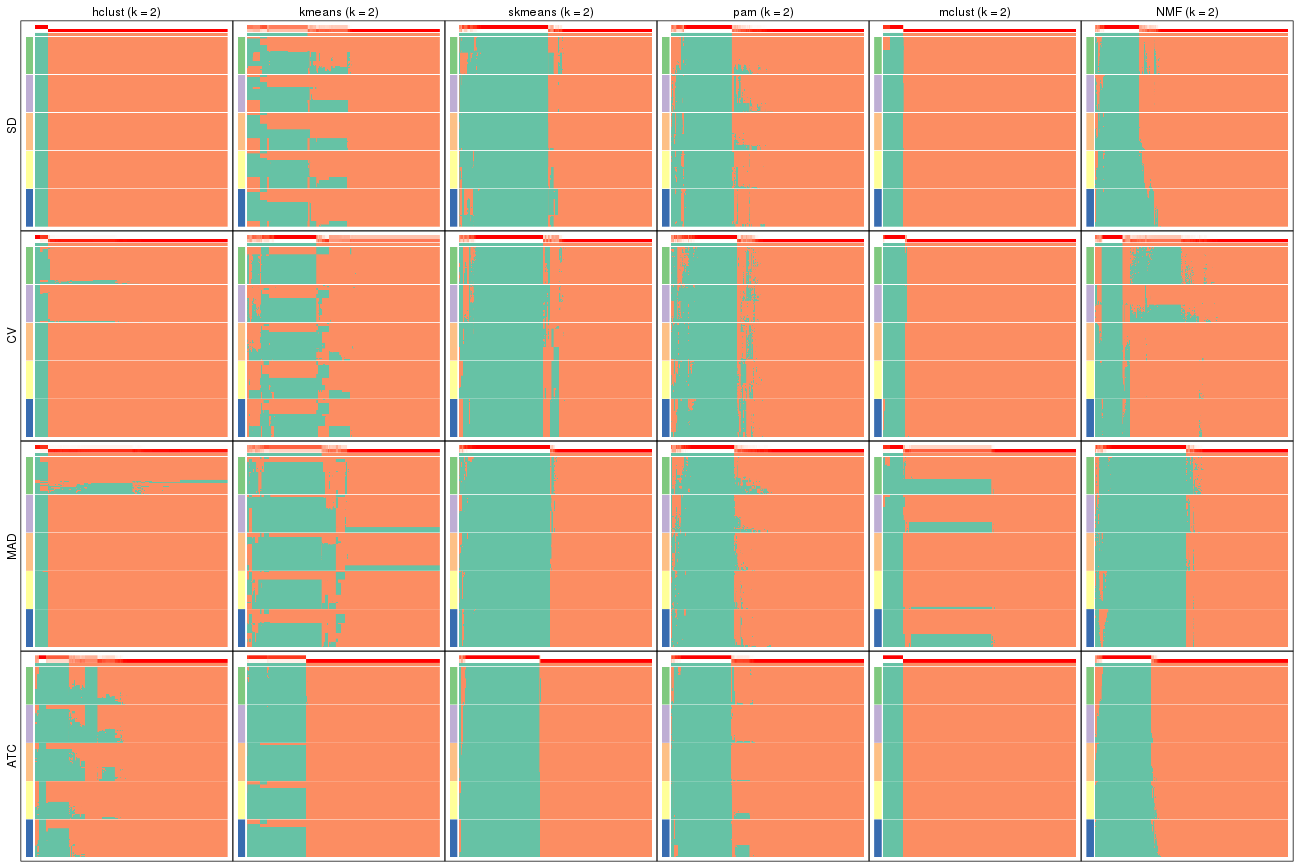 hclust (k = 2) kmeans (k = 2) skmeans (k = 2) pam (k = 2) mclust (k = 2) NMF (k = 2)
SD
CV
MAD
ATC